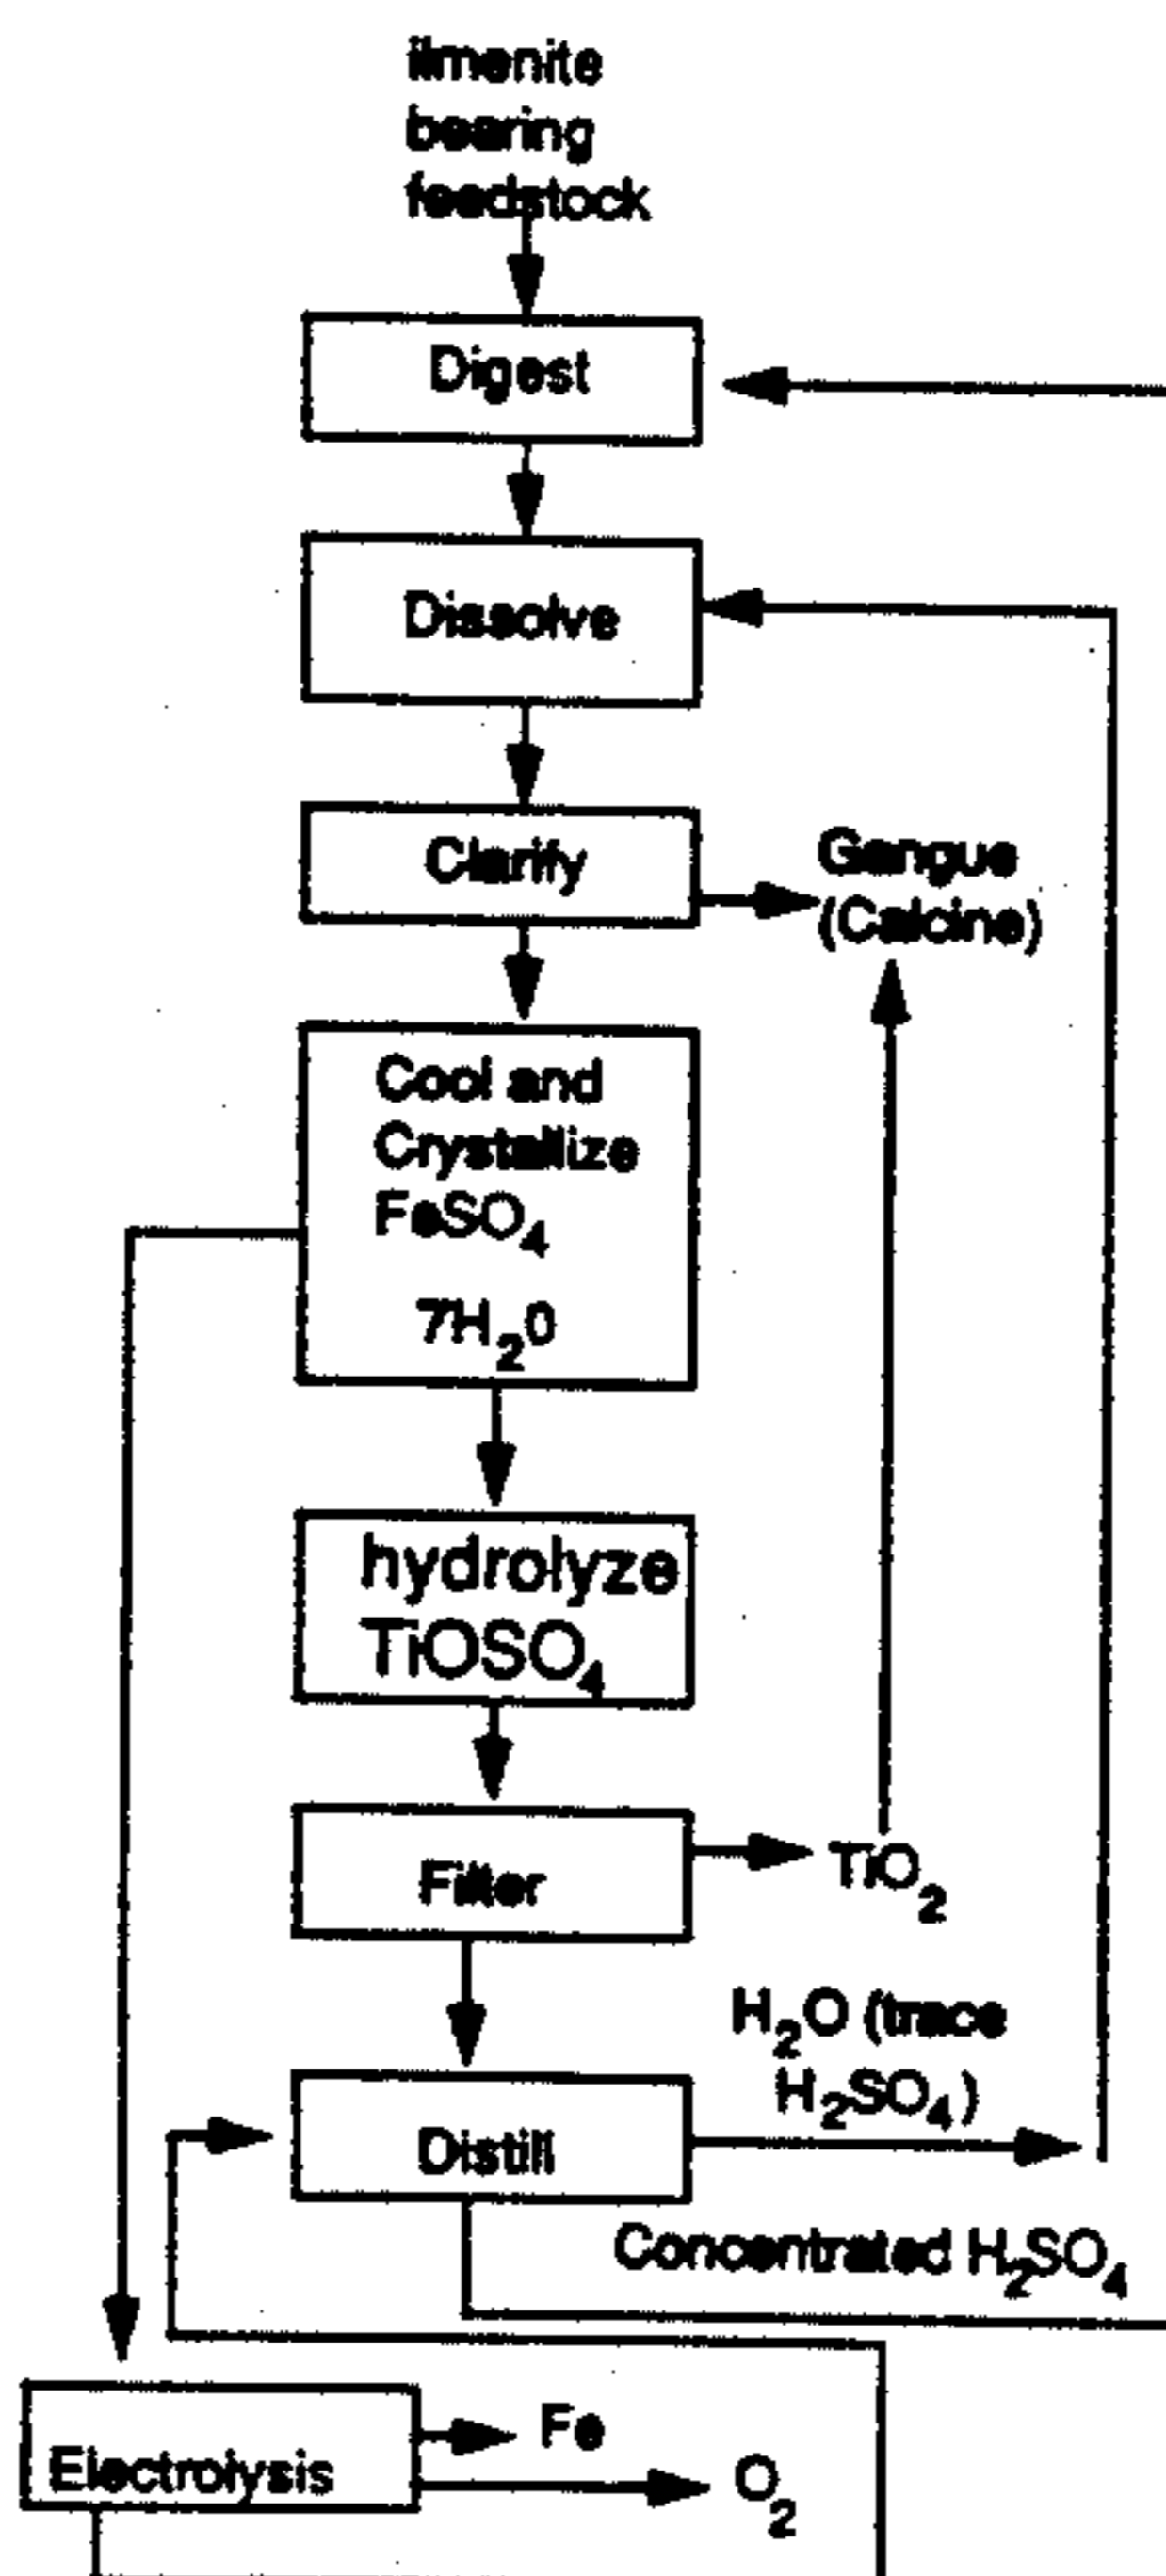 ilmenite
bearing
feedstock
Digest
Dissolve
Clarify
Gangue
(Calcine)
Cool and
Crystallize
FeSO4
7H20
hydrolyze
TiOSO4
Filter
TiO2
H2O (trace
H2SO4)
Distill
Concentrated H2SO4
Fe
Electrolysis
O2